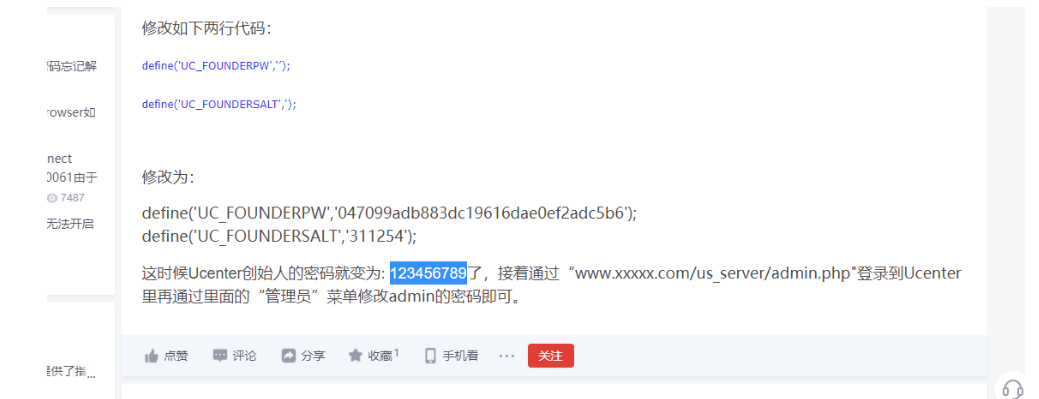 修改如下两行代码：
密码忘记解
define('UC_FOUNDERPW','');
define('UC_FOUNDERSALT',');
rowser如
nnect
0061由于
7487
无法开启
修改为：
define('UC_FOUNDERPW','047099adb883dc19616dae0ef2adc5b6');
define('UC_FOUNDERSALT','311254');
这时候Ucenter创始人的密码就变为: 123456789了，接着通过“www.xxxxx.com/us_server/admin.php"登录到Ucenter
里再通过里面的“管理员”菜单修改admin的密码即可。
点赞 评论 分享 收藏 1 手机看 ··· 关注
提供了指...